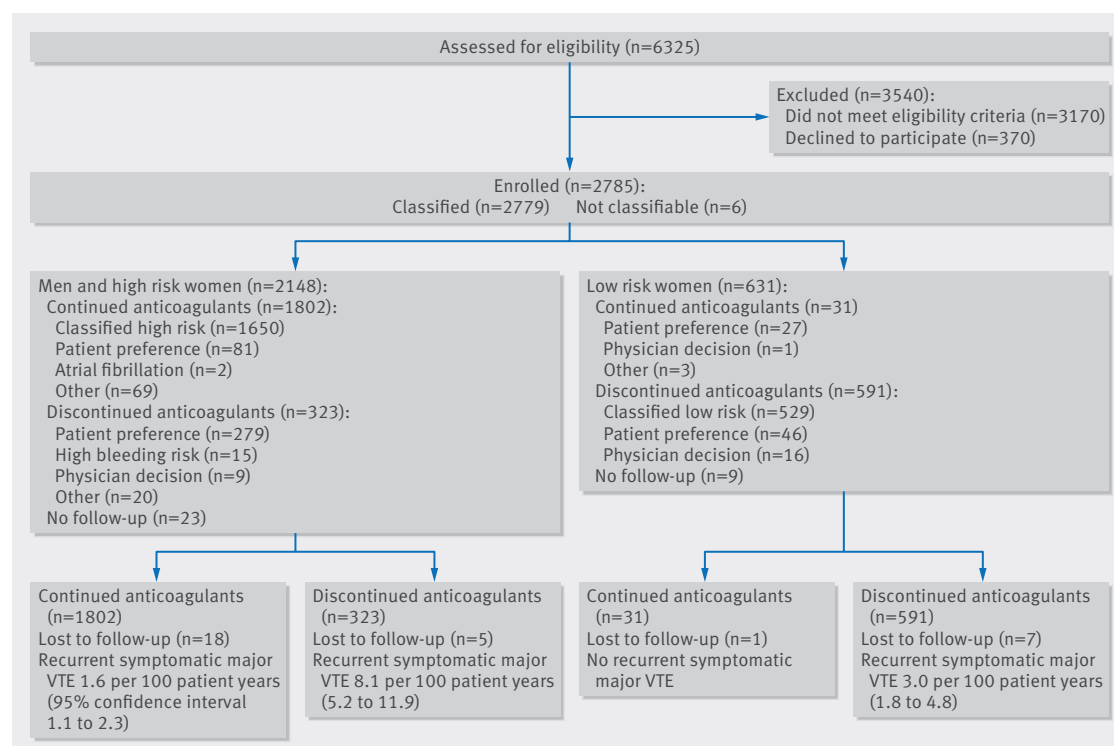 Assessed for eligibility (n=6325)
Excluded (n=3540):
Did not meet eligibility criteria (n=3170)
Declined to participate (n=370)
Enrolled (n=2785):
Classified (n=2779) Not classifiable (n=6)
Men and high risk women (n=2148):
Continued anticoagulants (n=1802):
Classified high risk (n=1650)
Patient preference (n=81)
Atrial fibrillation (n=2)
Other (n=69)
Discontinued anticoagulants (n=323):
Patient preference (n=279)
High bleeding risk (n=15)
Physician decision (n=9)
Other (n=20)
No follow-up (n=23)
Low risk women (n=631):
Continued anticoagulants (n=31)
Patient preference (n=27)
Physician decision (n=1)
Other (n=3)
Discontinued anticoagulants (n=591):
Classified low risk (n=529)
Patient preference (n=46)
Physician decision (n=16)
No follow-up (n=9)
Continued anticoagulants
(n=1802)
Lost to follow-up (n=18)
Recurrent symptomatic major
VTE 1.6 per 100 patient years
(95% confidence interval
1.1 to 2.3)
Discontinued anticoagulants
(n=323)
Lost to follow-up (n=5)
Recurrent symptomatic major
VTE 8.1 per 100 patient years
(5.2 to 11.9)
Continued anticoagulants
(n=31)
Lost to follow-up (n=1)
No recurrent symptomatic
major VTE
Discontinued anticoagulants
(n=591)
Lost to follow-up (n=7)
Recurrent symptomatic major
VTE 3.0 per 100 patient years
(1.8 to 4.8)